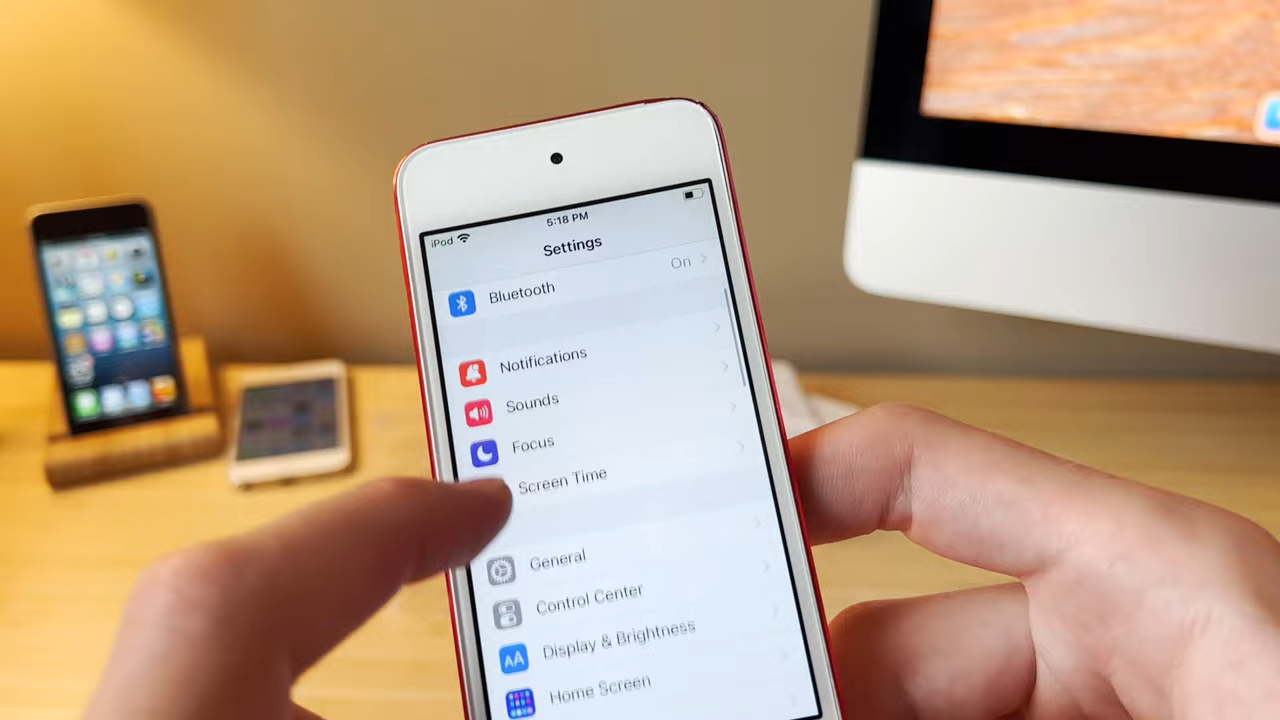 5:18 PM
iPod
Settings
Bluetooth On
Notifications
Sounds
Focus
Screen Time
General
Control Center
AA Display & Brightness
Home Screen